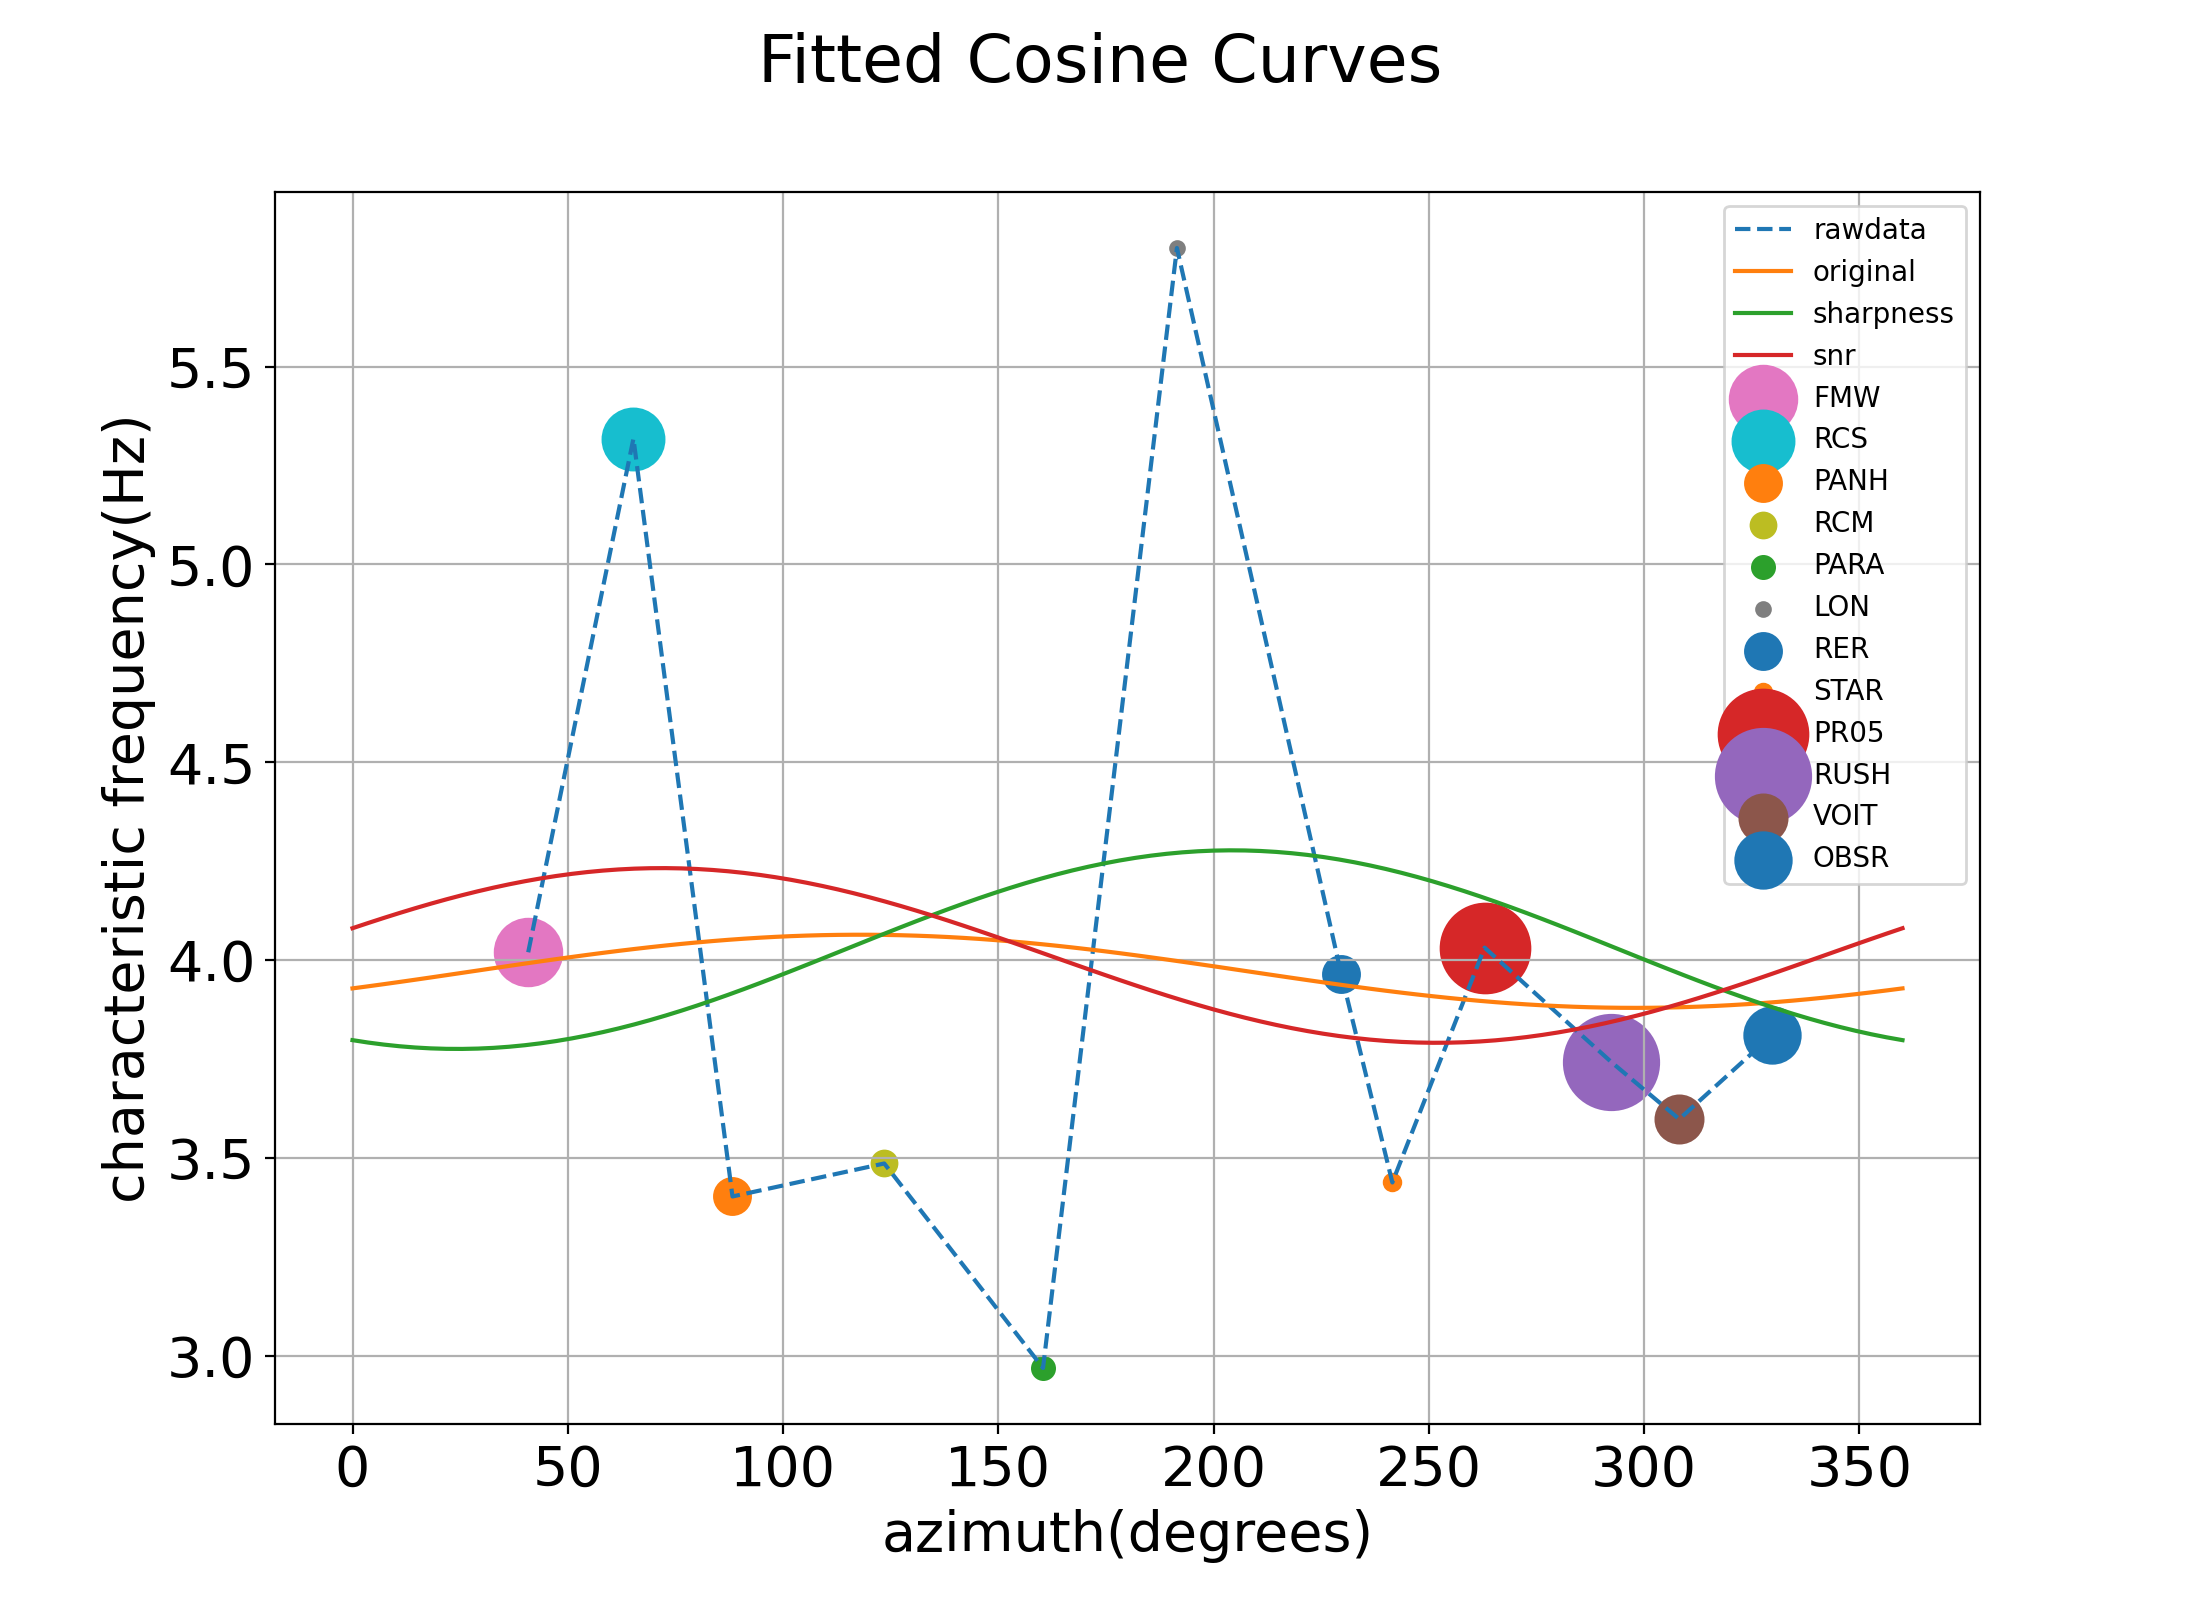 Fitted Cosine Curves
characteristic frequency(Hz)
5.5
5.0
4.5
4.0
3.5
3.0
rawdata
original
sharpness
snr
FMW
RCS
PANH
RCM
PARA
LON
RER
STAR
PR05
RUSH
VOIT
OBSR
0 50 100 150 200 250 300 350
azimuth(degrees)